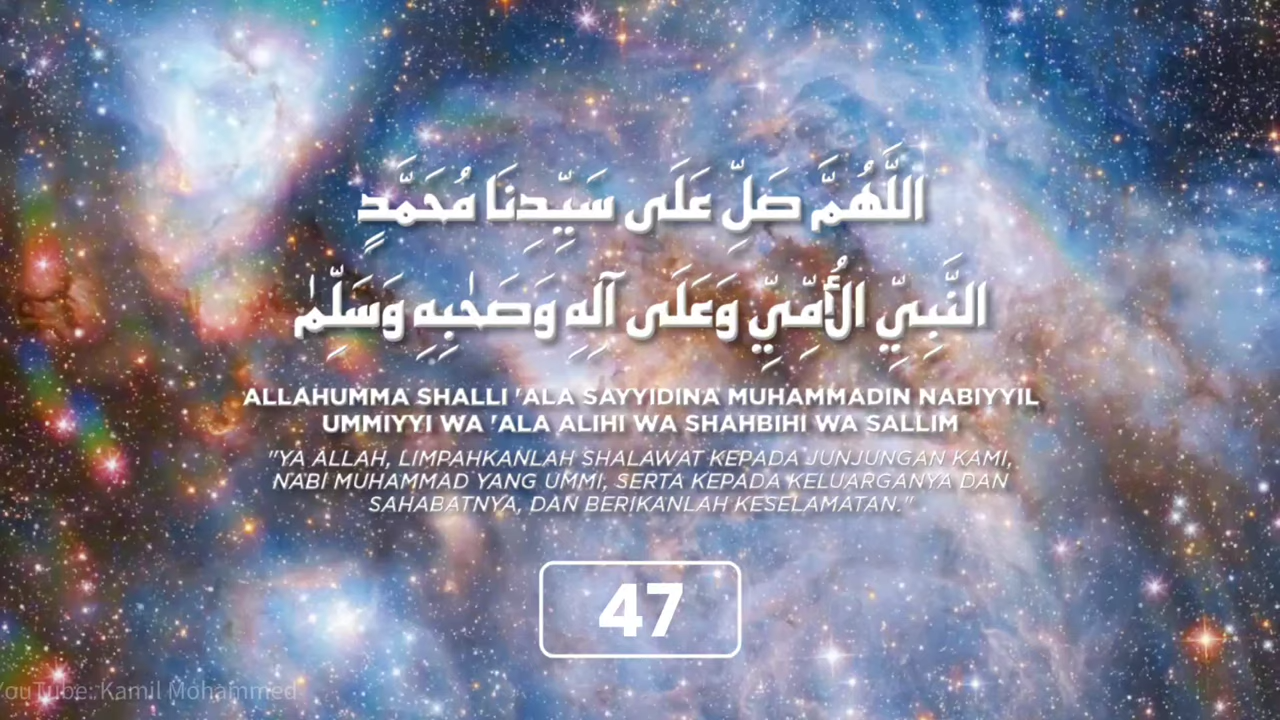 اللَّهُمَّ صَلِّ عَلَى سَيِّدِنَا مُحَمَّدٍ
النَّبِيِّ الأُمِّيِّ وَعَلَى آلِهِ وَصَحْبِهِ وَسَلِّمْ
ALLAHUMMA SHALLI 'ALA SAYYIDINA MUHAMMADIN NABIYYIL
UMMIYYI WA 'ALA ALIHI WA SHAHBIHI WA SALLIM
"YA ALLAH, LIMPAHKANLAH SHALAWAT KEPADA JUNJUNGAN KAMI,
NABI MUHAMMAD YANG UMMI, SERTA KEPADA KELUARGANYA DAN
SAHABATNYA, DAN BERIKANLAH KESELAMATAN."
47
YouTube: Kamil Mohammed